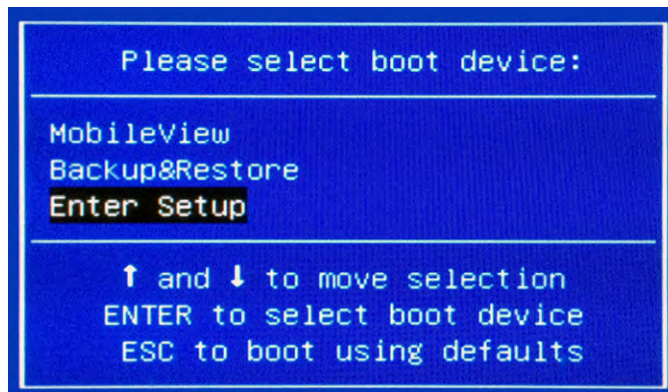 Please select boot device:
MobileView
Backup&Restore
Enter Setup
↑ and ↓ to move selection
ENTER to select boot device
ESC to boot using defaults